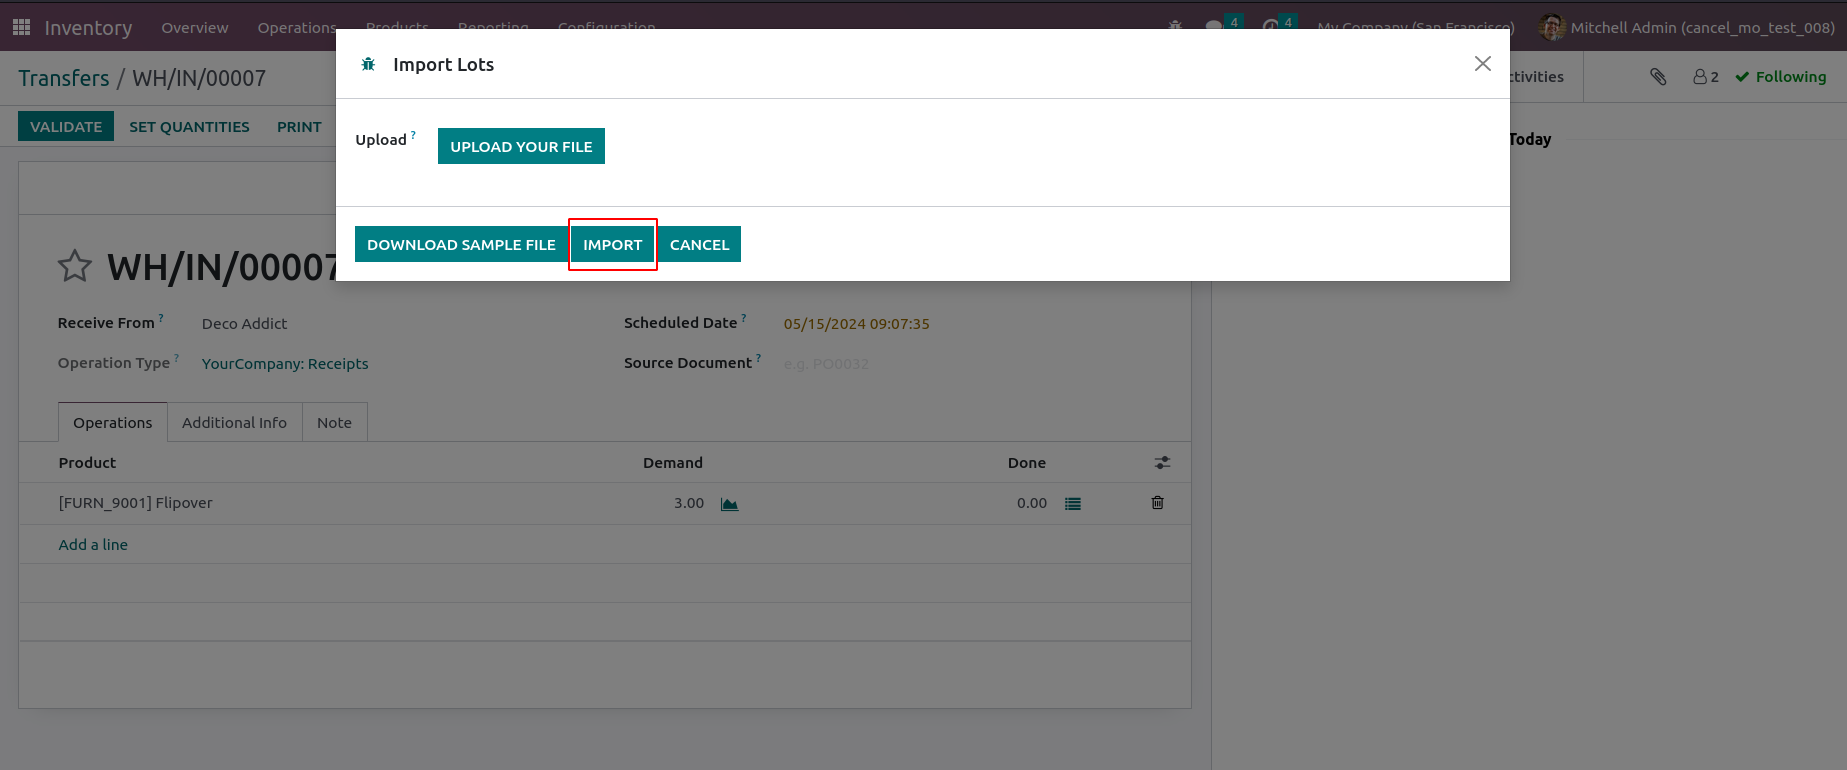 Inventory Overview Operations Products Reporting Configuration 4 4 My Company (San Francisco) Mitchell Admin (cancel_mo_test_008)
Import Lots
Transfers / WH/IN/00007 ctivities 2 Following
VALIDATE SET QUANTITIES PRINT
Upload ? UPLOAD YOUR FILE
Today
DOWNLOAD SAMPLE FILE IMPORT CANCEL
WH/IN/00007
Receive From ? Deco Addict Scheduled Date ? 05/15/2024 09:07:35
Operation Type ? YourCompany: Receipts Source Document ? e.g. PO0032
Operations Additional Info Note
Product Demand Done
[FURN_9001] Flipover 3.00 0.00
Add a line